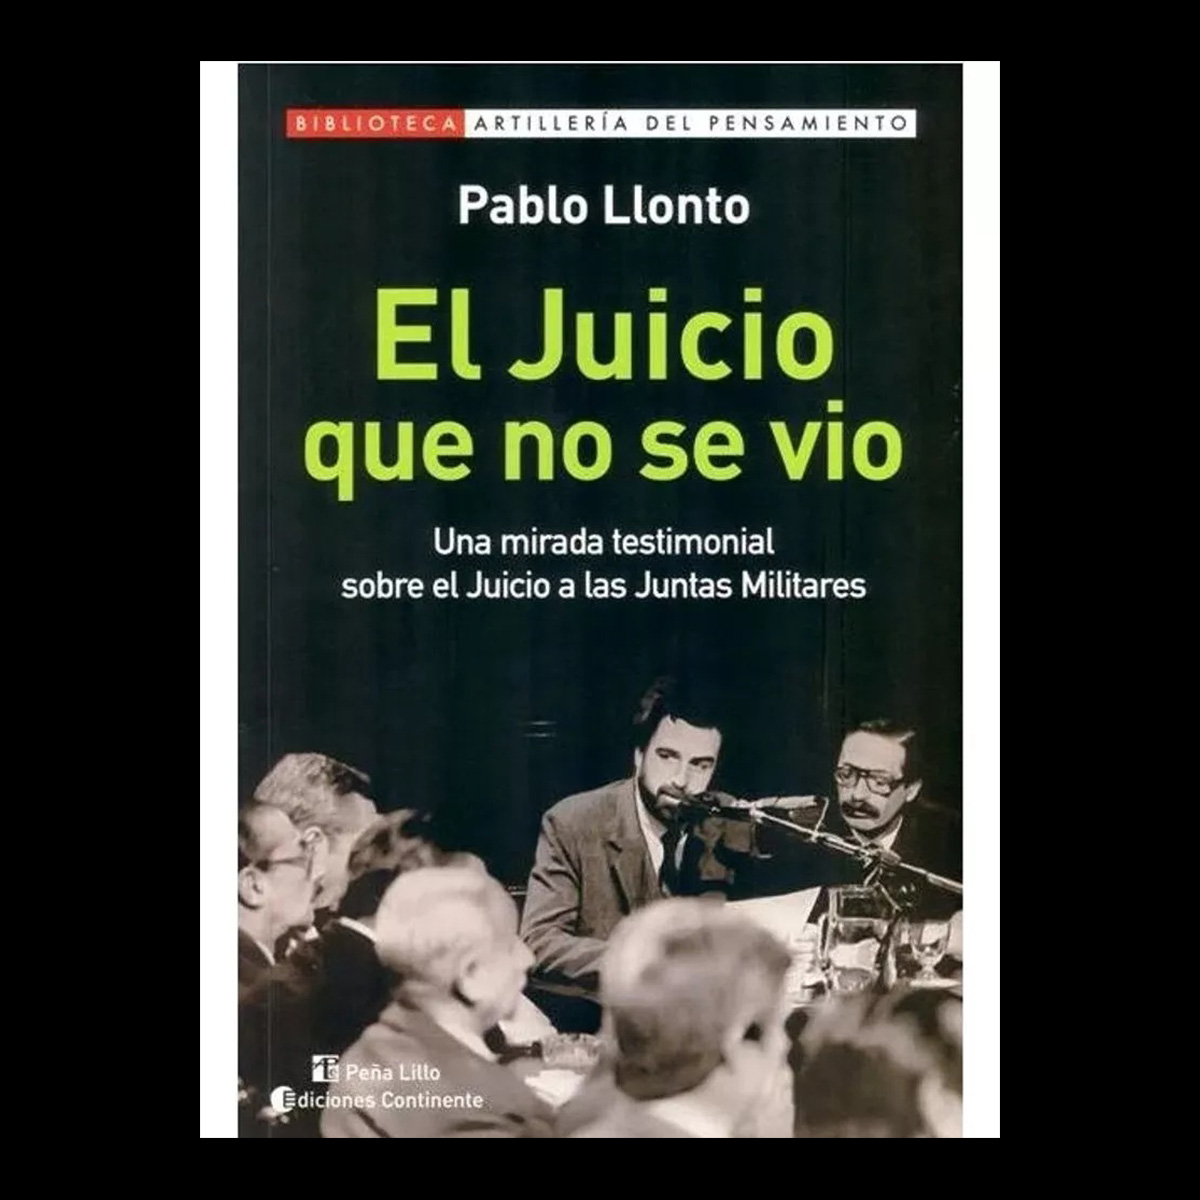 BIBLIOTECA ARTILLERÍA DEL PENSAMIENTO
Pablo Llonto
El Juicio
que no se vio
Una mirada testimonial
sobre el Juicio a las Juntas Militares
Peña Lillo
Ediciones Continente